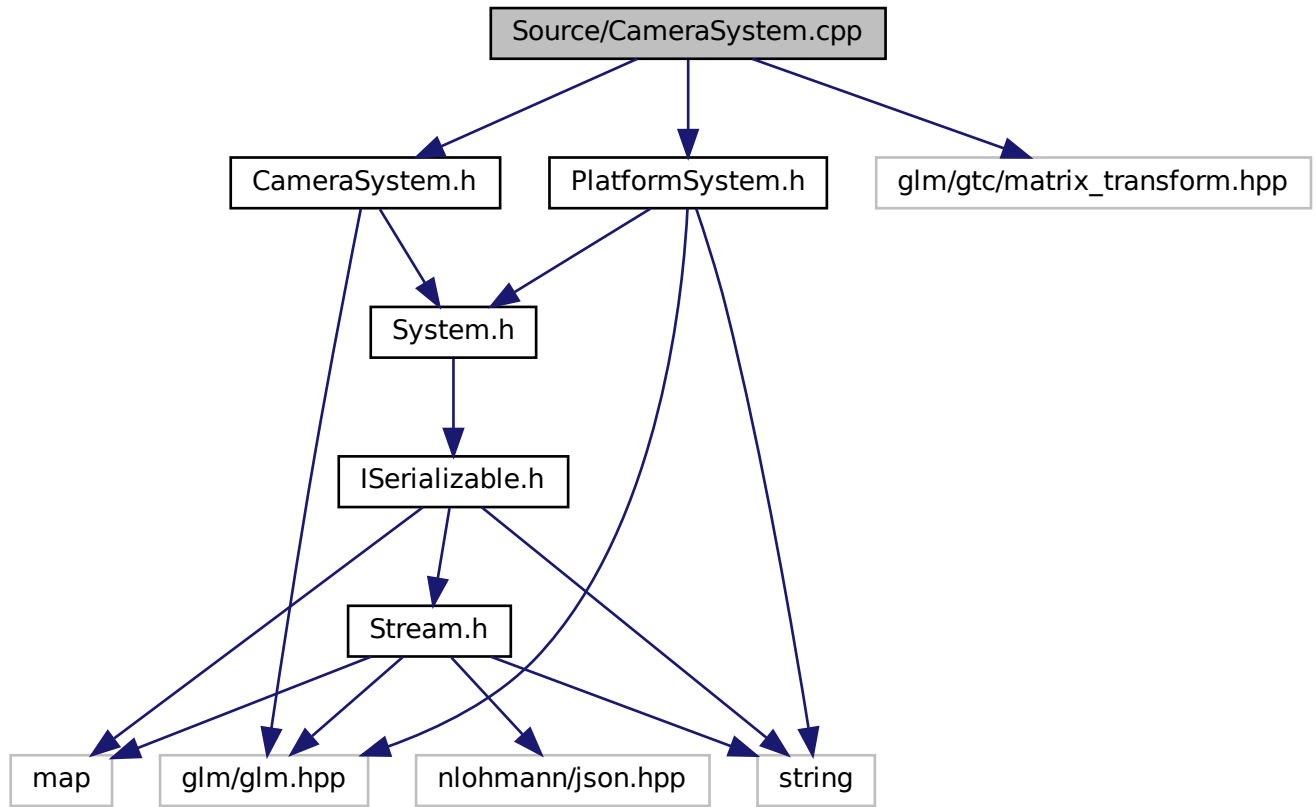 Source/CameraSystem.cpp
CameraSystem.h
PlatformSystem.h
glm/gtc/matrix_transform.hpp
System.h
ISerializable.h
Stream.h
map
glm/glm.hpp
nlohmann/json.hpp
string